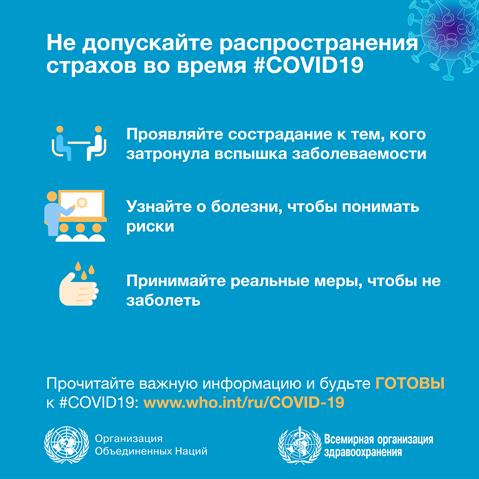 Не допускайте распространения
страхов во время #COVID19
Проявляйте сострадание к тем, кого
затронула вспышка заболеваемости
Узнайте о болезни, чтобы понимать
риски
Принимайте реальные меры, чтобы не
заболеть
Прочитайте важную информацию и будьте ГОТОВЫ
к #COVID19: www.who.int/ru/COVID-19
Организация
Объединенных Наций
Всемирная организация
здравоохранения